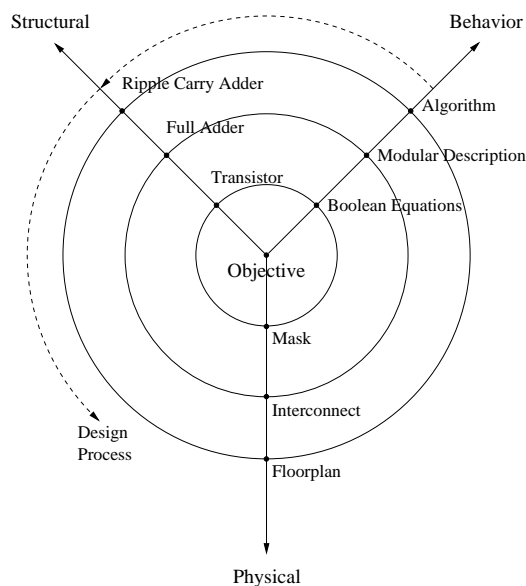 Structural
Behavior
Ripple Carry Adder
Algorithm
Full Adder
Modular Description
Transistor
Boolean Equations
Objective
Mask
Interconnect
Design
Process
Floorplan
Physical